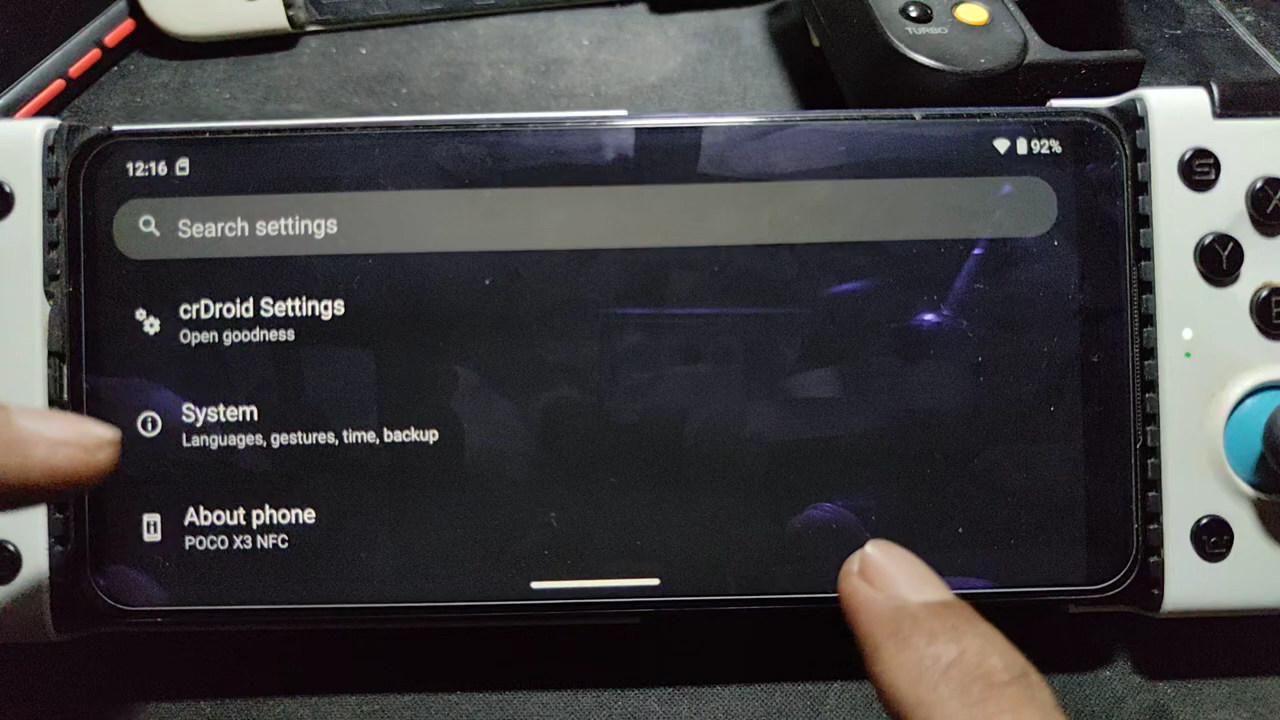 TURBO
12:16
92%
Search settings
crDroid Settings
Open goodness
System
Languages, gestures, time, backup
About phone
POCO X3 NFC
S
X
Y